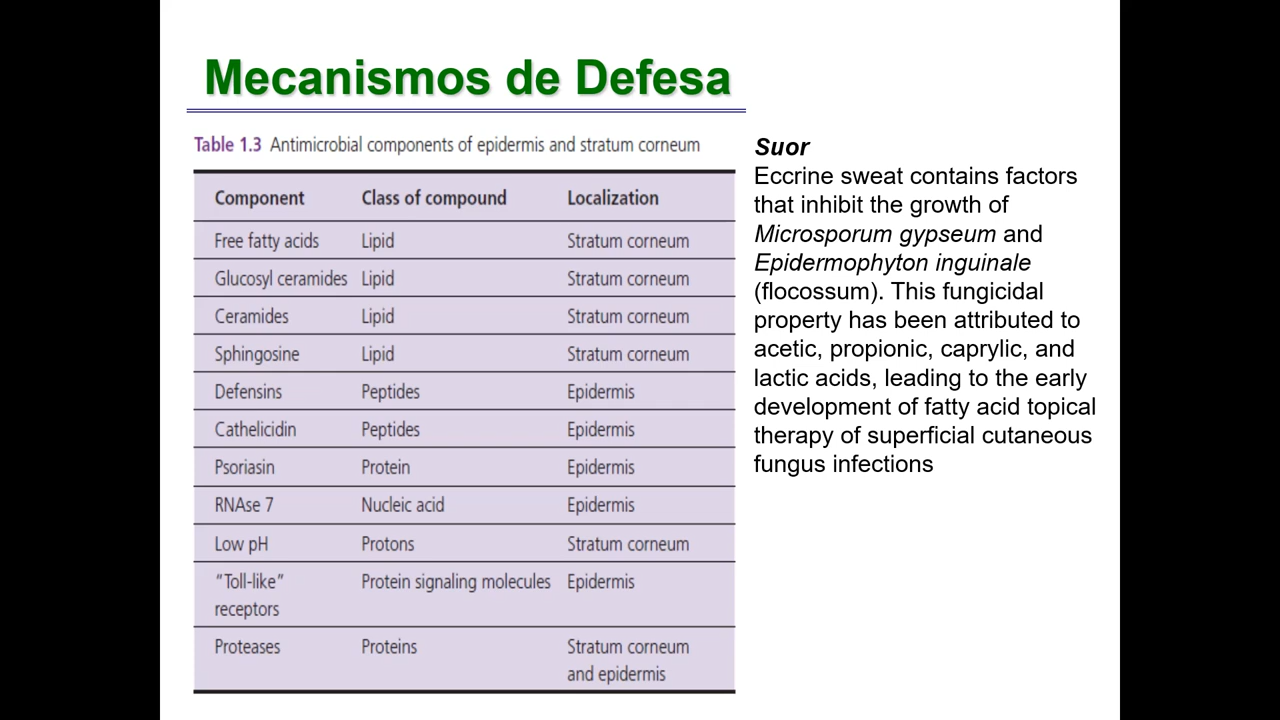 Mecanismos de Defesa
Table 1.3 Antimicrobial components of epidermis and stratum corneum
Component Class of compound Localization
Free fatty acids Lipid Stratum corneum
Glucosyl ceramides Lipid Stratum corneum
Ceramides Lipid Stratum corneum
Sphingosine Lipid Stratum corneum
Defensins Peptides Epidermis
Cathelicidin Peptides Epidermis
Psoriasin Protein Epidermis
RNAse 7 Nucleic acid Epidermis
Low pH Protons Stratum corneum
“Toll-like” Protein signaling molecules Epidermis
receptors
Proteases Proteins Stratum corneum
and epidermis
Suor
Eccrine sweat contains factors
that inhibit the growth of
Microsporum gypseum and
Epidermophyton inguinale
(flocossum). This fungicidal
property has been attributed to
acetic, propionic, caprylic, and
lactic acids, leading to the early
development of fatty acid topical
therapy of superficial cutaneous
fungus infections